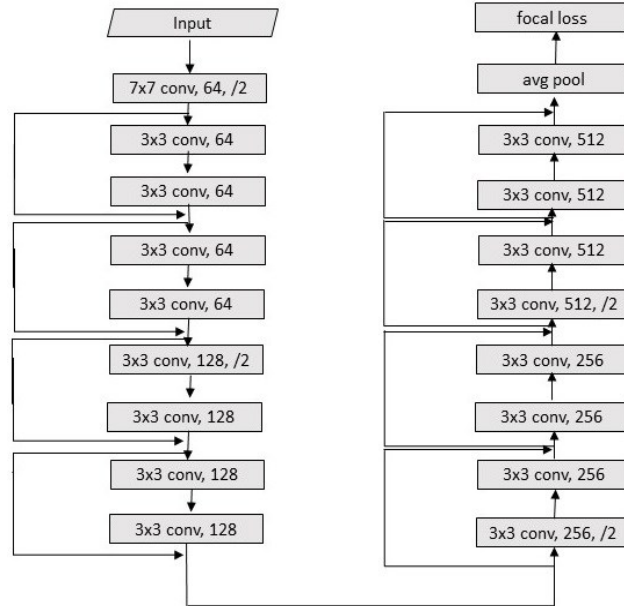 Input
7x7 conv, 64, /2
3x3 conv, 64
3x3 conv, 64
3x3 conv, 64
3x3 conv, 64
3x3 conv, 128, /2
3x3 conv, 128
3x3 conv, 128
3x3 conv, 128
focal loss
avg pool
3x3 conv, 512
3x3 conv, 512
3x3 conv, 512
3x3 conv, 512, /2
3x3 conv, 256
3x3 conv, 256
3x3 conv, 256
3x3 conv, 256, /2